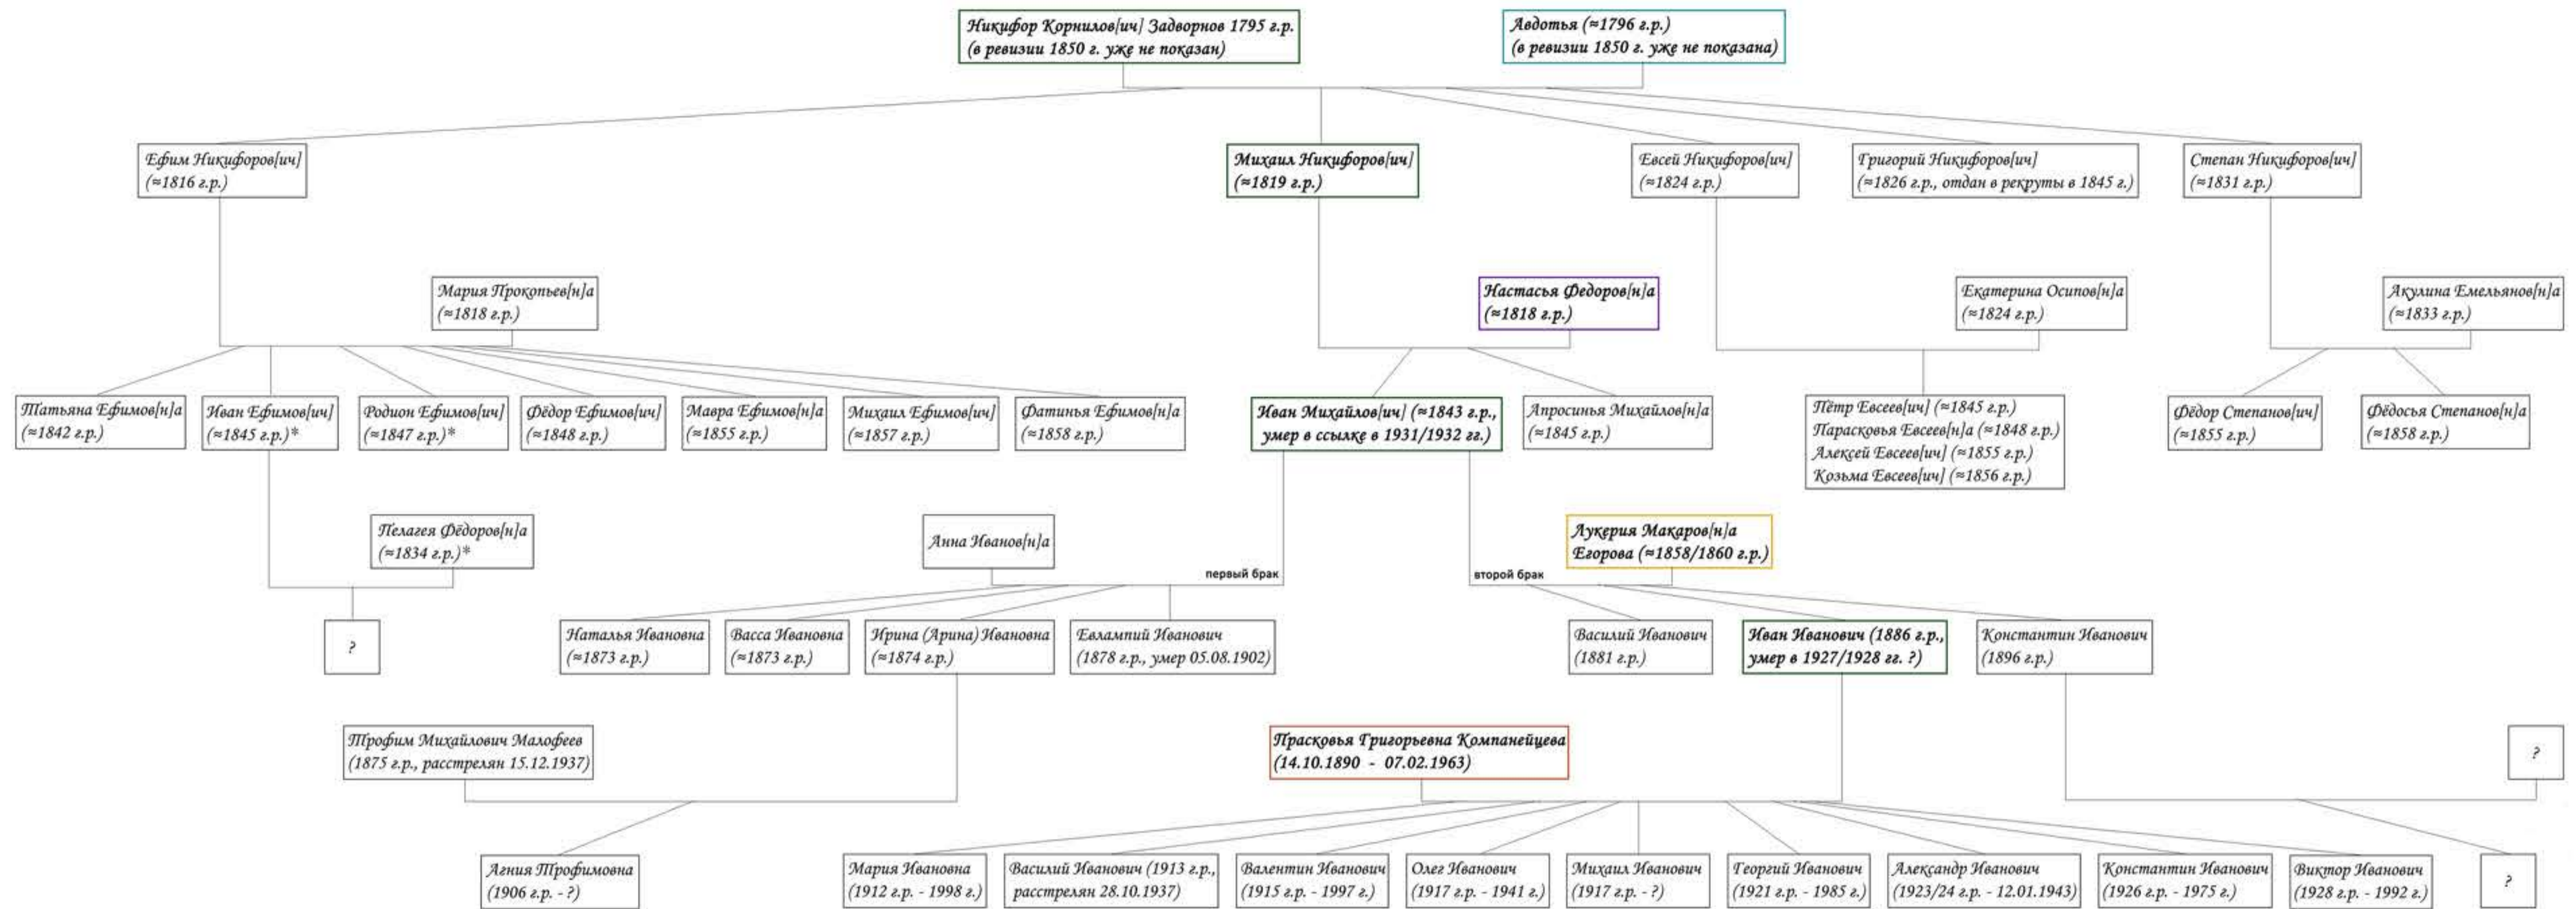 Никифор Корнилов[ич] Задворнов 1795 г.р.
(в ревизии 1850 г. уже не показан)
Авдотья (≈1796 г.р.)
(в ревизии 1850 г. уже не показана)
Ефим Никифоров[ич]
(≈1816 г.р.)
Михаил Никифоров[ич]
(≈1819 г.р.)
Евсей Никифоров[ич]
(≈1824 г.р.)
Григорий Никифоров[ич]
(≈1826 г.р., отдан в рекруты в 1845 г.)
Степан Никифоров[ич]
(≈1831 г.р.)
Мария Прокопьев[н]а
(≈1818 г.р.)
Настасья Федоров[н]а
(≈1818 г.р.)
Екатерина Осипов[н]а
(≈1824 г.р.)
Акулина Емельянов[н]а
(≈1833 г.р.)
Татьяна Ефимов[н]а
(≈1842 г.р.)
Иван Ефимов[ич]
(≈1845 г.р.)*
Родион Ефимов[ич]
(≈1847 г.р.)*
Фёдор Ефимов[ич]
(≈1848 г.р.)
Мавра Ефимов[н]а
(≈1855 г.р.)
Михаил Ефимов[ич]
(≈1857 г.р.)
Фатинья Ефимов[н]а
(≈1858 г.р.)
Иван Михайлов[ич] (≈1843 г.р.,
умер в ссылке в 1931/1932 гг.)
Апросинья Михайлов[н]а
(≈1845 г.р.)
Пётр Евсеев[ич] (≈1845 г.р.)
Парасковья Евсеев[н]а (≈1848 г.р.)
Алексей Евсеев[ич] (≈1855 г.р.)
Козьма Евсеев[ич] (≈1856 г.р.)
Фёдор Степанов[ич]
(≈1855 г.р.)
Федосья Степанов[н]а
(≈1858 г.р.)
Пелагея Фёдоров[н]а
(≈1834 г.р.)*
Анна Иванов[н]а
Лукерия Макаров[н]а
Егорова (≈1858/1860 г.р.)
первый брак
второй брак
?
Наталья Ивановна
(≈1873 г.р.)
Васса Ивановна
(≈1873 г.р.)
Ирина (Арина) Ивановна
(≈1874 г.р.)
Евлампий Иванович
(1878 г.р., умер 05.08.1902)
Василий Иванович
(1881 г.р.)
Иван Иванович (1886 г.р.,
умер в 1927/1928 гг. ?)
Константин Иванович
(1896 г.р.)
Трофим Михайлович Малофеев
(1875 г.р., расстрелян 15.12.1937)
Прасковья Григорьевна Компанейцева
(14.10.1890 - 07.02.1963)
?
Агния Трофимовна
(1906 г.р. - ?)
Мария Ивановна
(1912 г.р. - 1998 г.)
Василий Иванович (1913 г.р.,
расстрелян 28.10.1937)
Валентин Иванович
(1915 г.р. - 1997 г.)
Олег Иванович
(1917 г.р. - 1941 г.)
Михаил Иванович
(1917 г.р. - ?)
Георгий Иванович
(1921 г.р. - 1985 г.)
Александр Иванович
(1923/24 г.р. - 12.01.1943)
Константин Иванович
(1926 г.р. - 1975 г.)
Виктор Иванович
(1928 г.р. - 1992 г.)
?